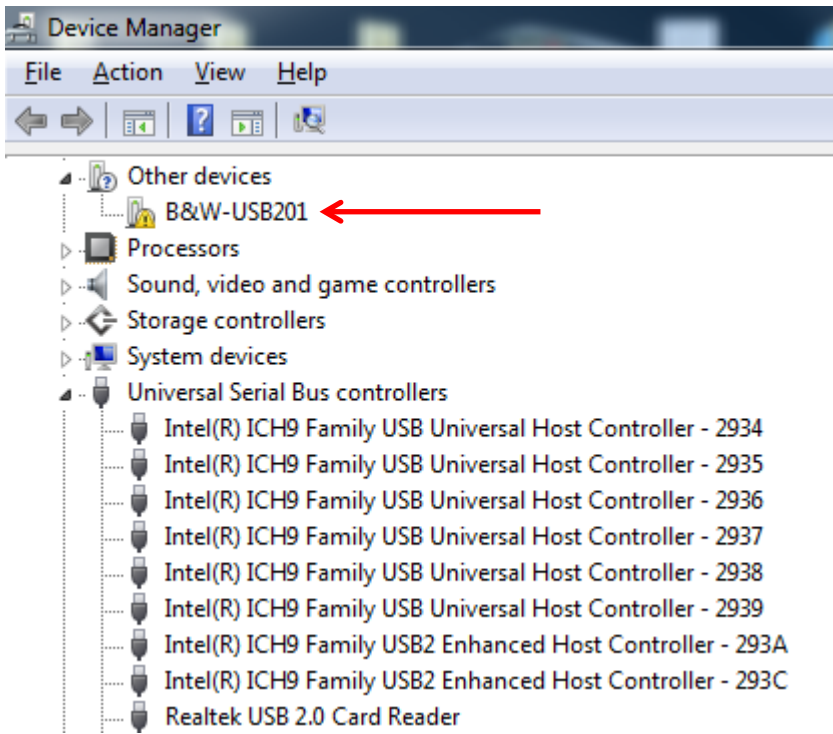 Device Manager
File Action View Help
Other devices
B&W-USB201
Processors
Sound, video and game controllers
Storage controllers
System devices
Universal Serial Bus controllers
Intel(R) ICH9 Family USB Universal Host Controller - 2934
Intel(R) ICH9 Family USB Universal Host Controller - 2935
Intel(R) ICH9 Family USB Universal Host Controller - 2936
Intel(R) ICH9 Family USB Universal Host Controller - 2937
Intel(R) ICH9 Family USB Universal Host Controller - 2938
Intel(R) ICH9 Family USB Universal Host Controller - 2939
Intel(R) ICH9 Family USB2 Enhanced Host Controller - 293A
Intel(R) ICH9 Family USB2 Enhanced Host Controller - 293C
Realtek USB 2.0 Card Reader